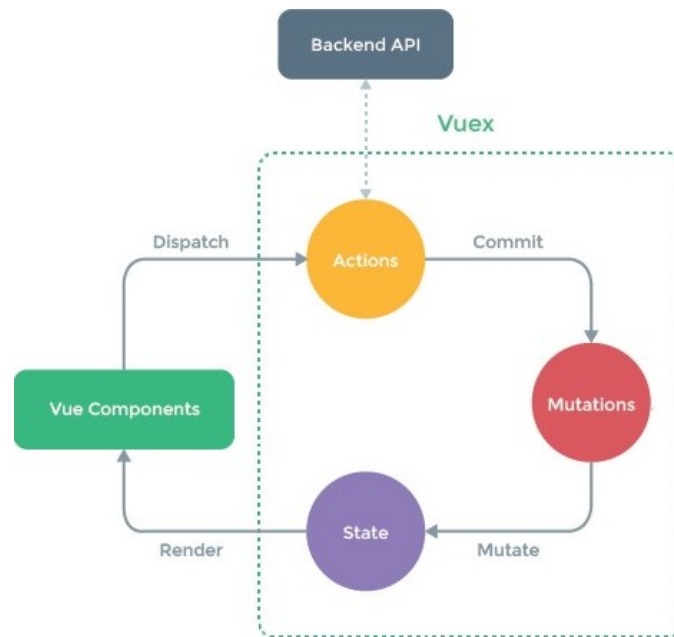 Backend API
Vuex
Dispatch
Actions
Commit
Vue Components
Mutations
State
Render
Mutate